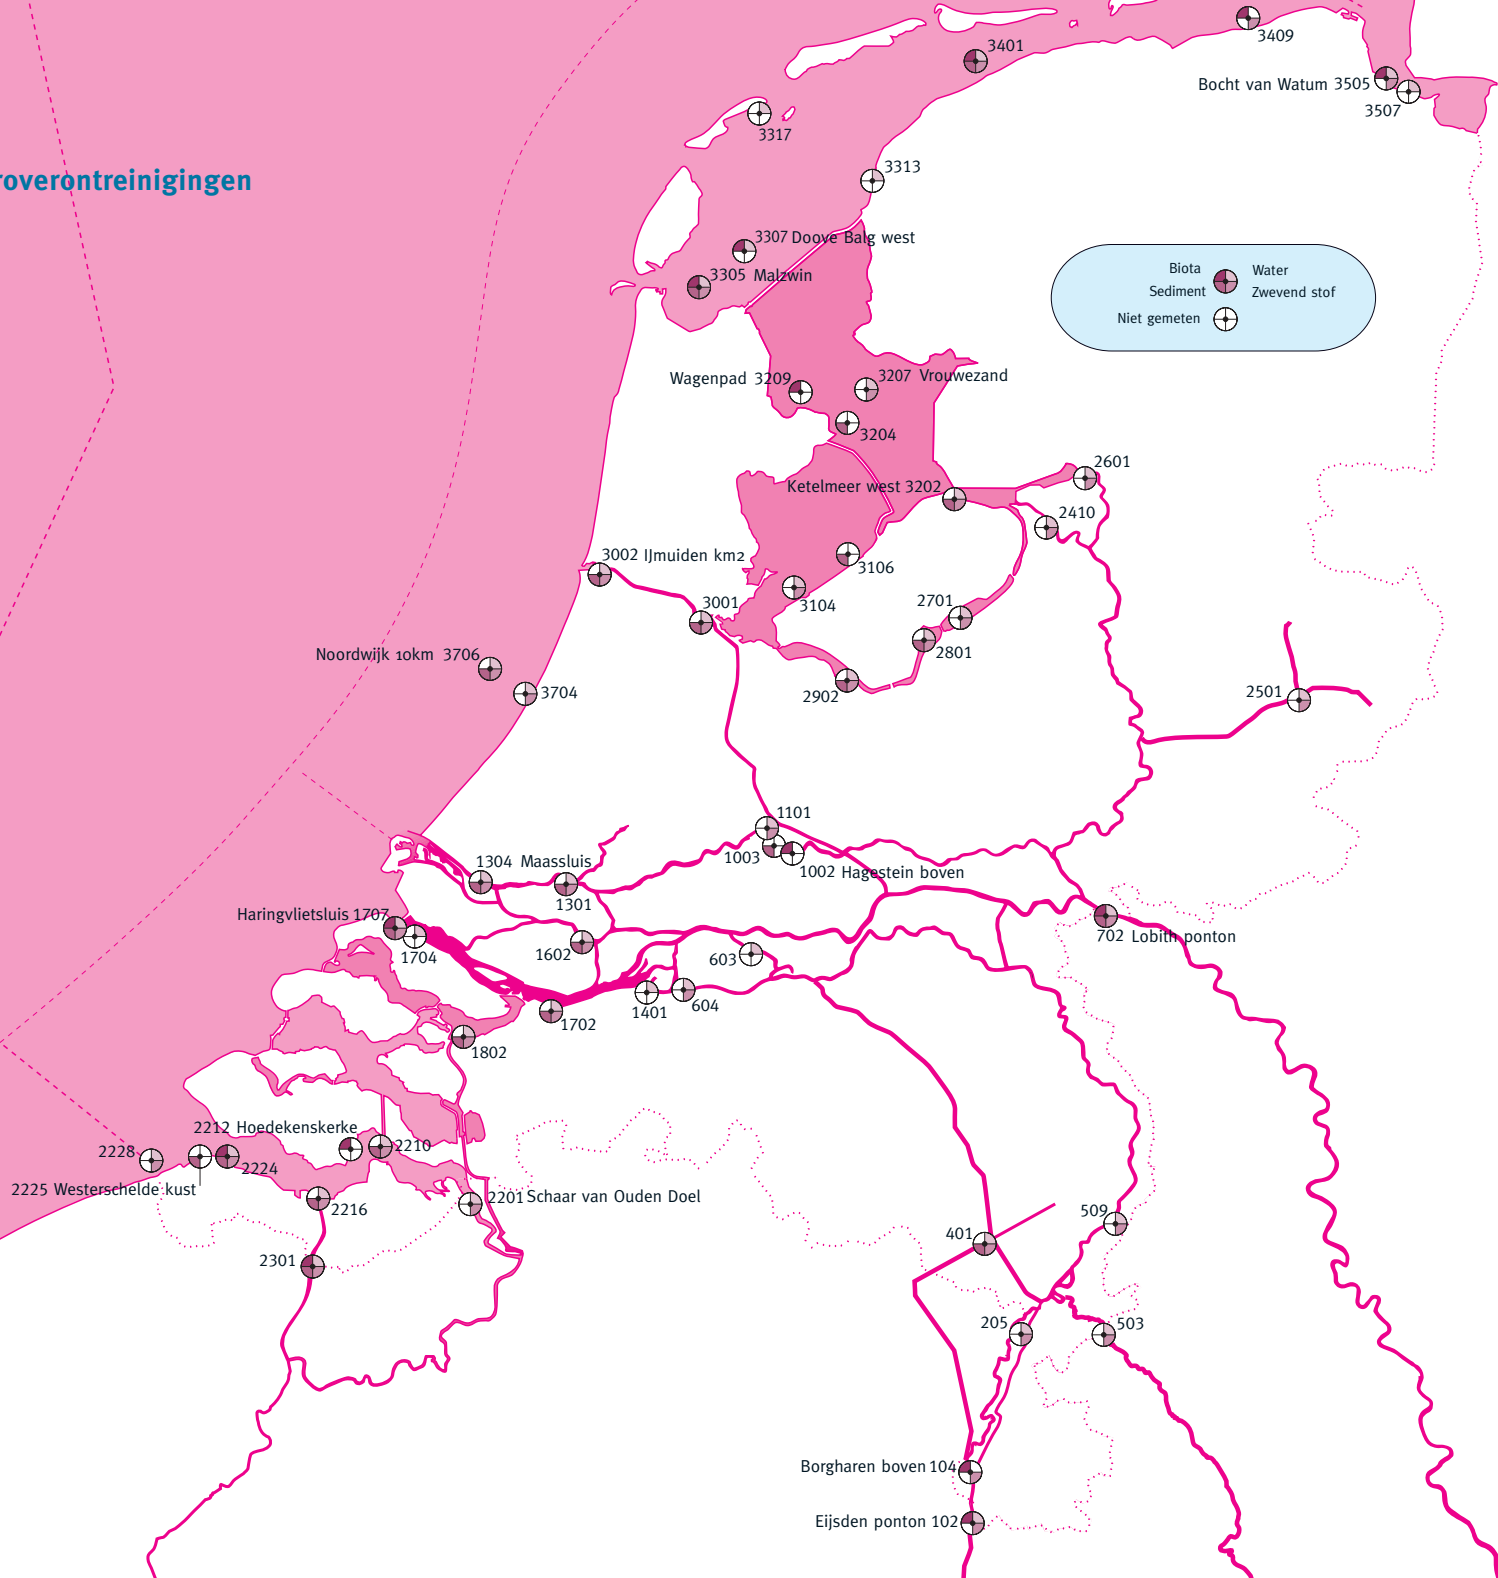 3409
3401
Bocht van Watum 3505
3507
3317
3313
roverontreinigingen
3307 Doove Balg west
3305 Malzwin
Biota
Water
Sediment
Zwevend stof
Niet gemeten
Wagenpad 3209
3207 Vrouwezand
3204
2601
Ketelmeer west 3202
2410
3002 IJmuiden km2
3106
3104
3001
2701
2801
Noordwijk 10km 3706
3704
2902
2501
1101
1003
1002 Hagestein boven
1304 Maassluis
1301
Haringvlietsluis 1707
1704
702 Lobith ponton
1602
603
1401
604
1702
1802
2212 Hoedekenskerke
2210
2228
2224
2225 Westerschelde kust
2201 Schaar van Ouden Doel
2216
509
401
2301
205
503
Borgharen boven 104
Eijsden ponton 102